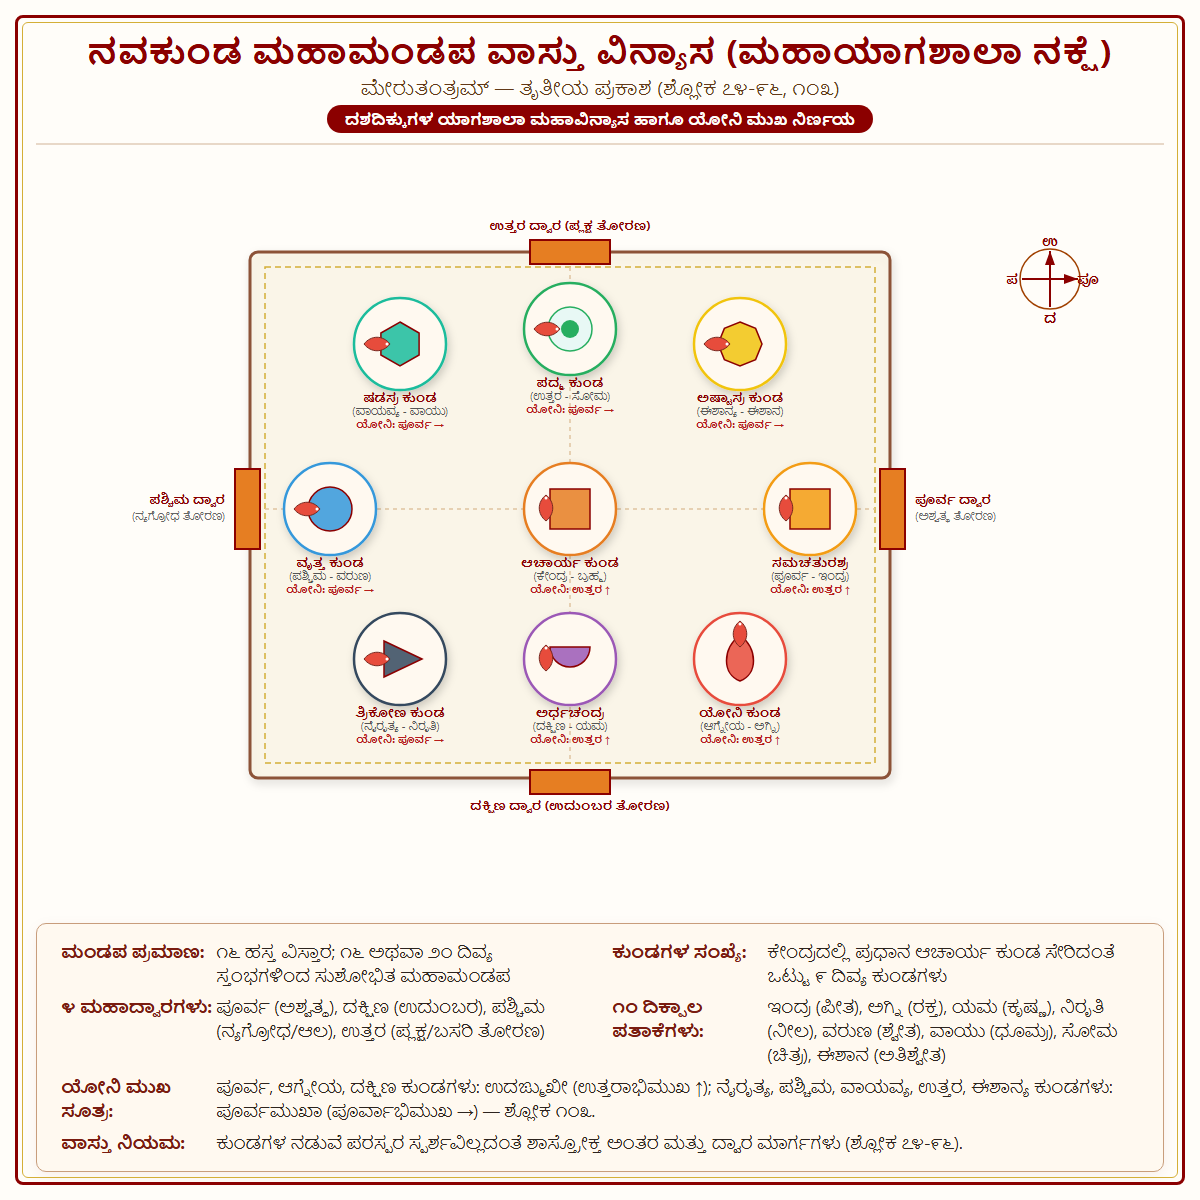 ನವಕುಂಡ ಮಹಾಮಂಡಪ ವಾಸ್ತು ವಿನ್ಯಾಸ (ಮಹಾಯಾಗಶಾಲಾ ನಕ್ಷೆ)
ಮೇರುತಂತ್ರಮ್ — ತೃತೀಯ ಪ್ರಕಾಶ (ಶ್ಲೋಕ ೭೪-೯೬, ೧೦೩)
ದಶದಿಕ್ಕುಗಳ ಯಾಗಶಾಲಾ ಮಹಾವಿನ್ಯಾಸ ಹಾಗೂ ಯೋನಿ ಮುಖ ನಿರ್ಣಯ
ಉತ್ತರ ದ್ವಾರ (ಪ್ಲಕ್ಷ ತೋರಣ)
ಉ
ಪ
ಪೂ
ದ
ಷಡಸ್ರ ಕುಂಡ
(ವಾಯವ್ಯ - ವಾಯು)
ಯೋನಿ: ಪೂರ್ವ →
ಪದ್ಮ ಕುಂಡ
(ಉತ್ತರ - ಸೋಮ)
ಯೋನಿ: ಪೂರ್ವ →
ಅಷ್ಟಾಸ್ರ ಕುಂಡ
(ಈಶಾನ್ಯ - ಈಶಾನ)
ಯೋನಿ: ಪೂರ್ವ →
ಪಶ್ಚಿಮ ದ್ವಾರ
(ನ್ಯಗ್ರೋಧ ತೋರಣ)
ಪೂರ್ವ ದ್ವಾರ
(ಅಶ್ವತ್ಥ ತೋರಣ)
ವೃತ್ತ ಕುಂಡ
(ಪಶ್ಚಿಮ - ವರುಣ)
ಯೋನಿ: ಪೂರ್ವ →
ಆಚಾರ್ಯ ಕುಂಡ
(ಕೇಂದ್ರ - ಬ್ರಹ್ಮ)
ಯೋನಿ: ಉತ್ತರ ↑
ಸಮಚತುರಶ್ರ
(ಪೂರ್ವ - ಇಂದ್ರ)
ಯೋನಿ: ಉತ್ತರ ↑
ತ್ರಿಕೋಣ ಕುಂಡ
(ನೈರೃತ್ಯ - ನಿರೃತಿ)
ಯೋನಿ: ಪೂರ್ವ →
ಅರ್ಧಚಂದ್ರ
(ದಕ್ಷಿಣ - ಯಮ)
ಯೋನಿ: ಉತ್ತರ ↑
ಯೋನಿ ಕುಂಡ
(ಆಗ್ನೇಯ - ಅಗ್ನಿ)
ಯೋನಿ: ಉತ್ತರ ↑
ದಕ್ಷಿಣ ದ್ವಾರ (ಉದುಂಬರ ತೋರಣ)
ಮಂಡಪ ಪ್ರಮಾಣ: ೧೬ ಹಸ್ತ ವಿಸ್ತಾರ; ೧೬ ಅಥವಾ ೨೦ ದಿವ್ಯ
ಸ್ತಂಭಗಳಿಂದ ಸುಶೋಭಿತ ಮಹಾಮಂಡಪ
ಕುಂಡಗಳ ಸಂಖ್ಯೆ: ಕೇಂದ್ರದಲ್ಲಿ ಪ್ರಧಾನ ಆಚಾರ್ಯ ಕುಂಡ ಸೇರಿದಂತೆ
ಒಟ್ಟು ೯ ದಿವ್ಯ ಕುಂಡಗಳು
೪ ಮಹಾದ್ವಾರಗಳು: ಪೂರ್ವ (ಅಶ್ವತ್ಥ), ದಕ್ಷಿಣ (ಉದುಂಬರ), ಪಶ್ಚಿಮ
(ನ್ಯಗ್ರೋಧ/ಆಲ), ಉತ್ತರ (ಪ್ಲಕ್ಷ/ಬಸರಿ ತೋರಣ)
೧೦ ದಿಕ್ಪಾಲ ಇಂದ್ರ (ಪೀತ), ಅಗ್ನಿ (ರಕ್ತ), ಯಮ (ಕೃಷ್ಣ), ನಿರೃತಿ
ಪತಾಕೆಗಳು: (ನೀಲ), ವರುಣ (ಶ್ವೇತ), ವಾಯು (ಧೂಮ್ರ), ಸೋಮ
(ಚಿತ್ರ), ಈಶಾನ (ಅತಿಶ್ವೇತ)
ಯೋನಿ ಮುಖ ಪೂರ್ವ, ಆಗ್ನೇಯ, ದಕ್ಷಿಣ ಕುಂಡಗಳು: ಉದಙ್ಮುಖೀ (ಉತ್ತರಾಭಿಮುಖ ↑); ನೈರೃತ್ಯ, ಪಶ್ಚಿಮ, ವಾಯವ್ಯ, ಉತ್ತರ, ಈಶಾನ್ಯ ಕುಂಡಗಳು:
ಸೂತ್ರ: ಪೂರ್ವಮುಖಾ (ಪೂರ್ವಾಭಿಮುಖ →) — ಶ್ಲೋಕ ೧೦೩.
ವಾಸ್ತು ನಿಯಮ: ಕುಂಡಗಳ ನಡುವೆ ಪರಸ್ಪರ ಸ್ಪರ್ಶವಿಲ್ಲದಂತೆ ಶಾಸ್ತ್ರೋಕ್ತ ಅಂತರ ಮತ್ತು ದ್ವಾರ ಮಾರ್ಗಗಳು (ಶ್ಲೋಕ ೭೪-೯೬).